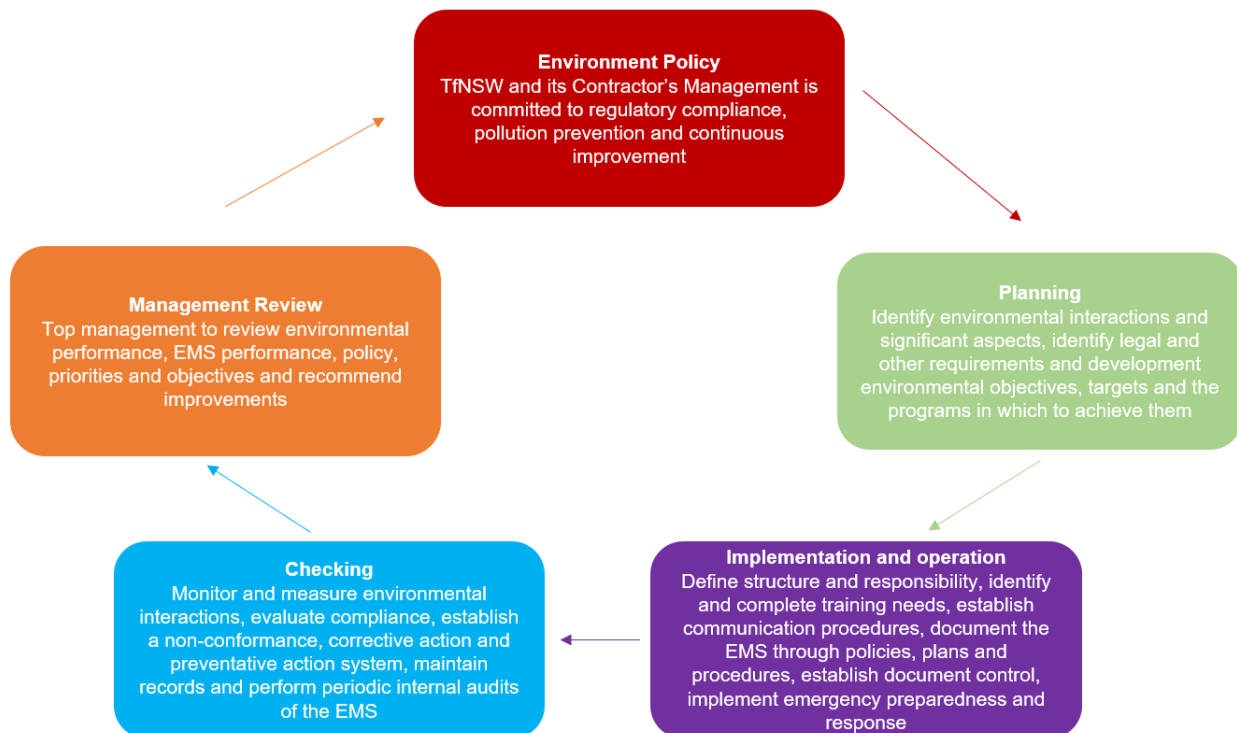 Environment Policy
TfNSW and its Contractor’s Management is
committed to regulatory compliance,
pollution prevention and continuous
improvement
Planning
Identify environmental interactions and
significant aspects, identify legal and
other requirements and development
environmental objectives, targets and the
programs in which to achieve them
Implementation and operation
Define structure and responsibility, identify
and complete training needs, establish
communication procedures, document the
EMS through policies, plans and
procedures, establish document control,
implement emergency preparedness and
response
Checking
Monitor and measure environmental
interactions, evaluate compliance, establish
a non-conformance, corrective action and
preventative action system, maintain
records and perform periodic internal audits
of the EMS
Management Review
Top management to review environmental
performance, EMS performance, policy,
priorities and objectives and recommend
improvements